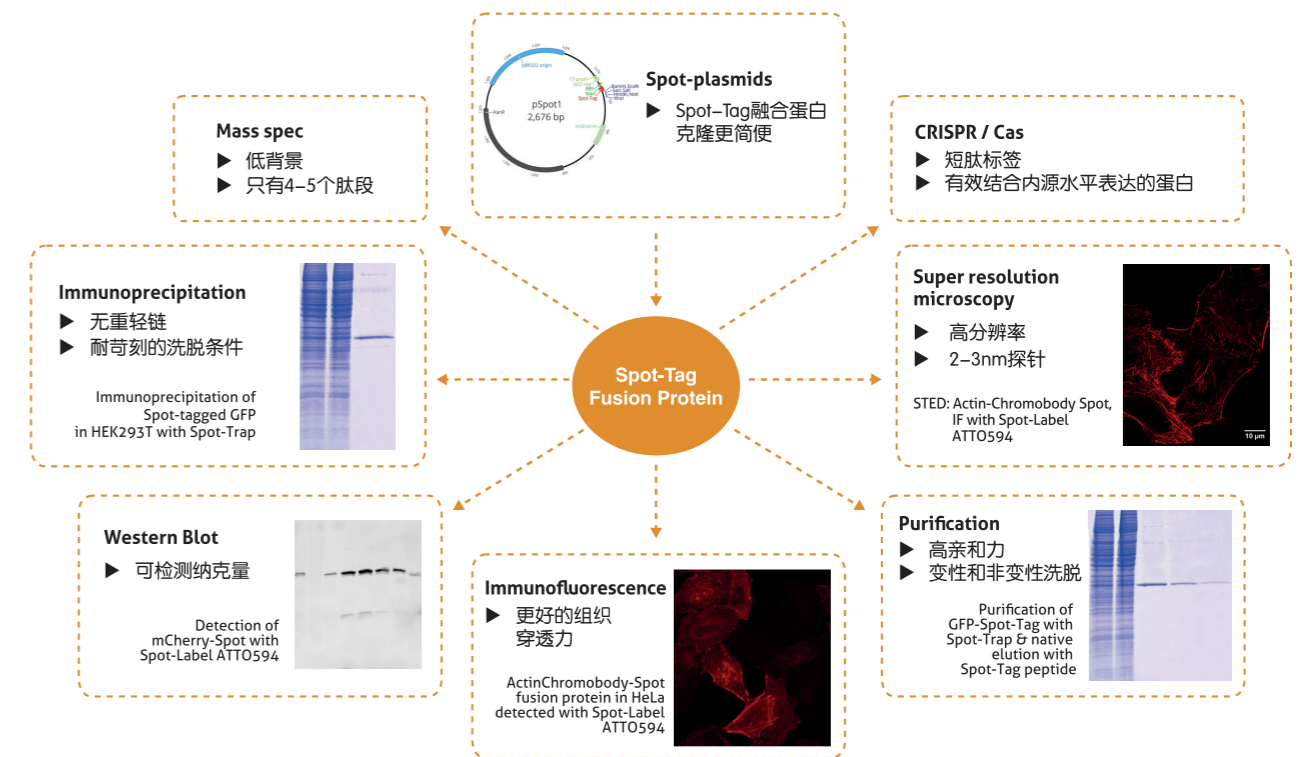 Spot-plasmids
▶ Spot-Tag融合蛋白
克隆更简便
pBR322 origin
KanR
pSpot1
2,676 bp
Spot-Tag
Mass spec
▶ 低背景
▶ 只有4-5个肽段
CRISPR / Cas
▶ 短肽标签
▶ 有效结合内源水平表达的蛋白
Immunoprecipitation
▶ 无重轻链
▶ 耐苛刻的洗脱条件
Immunoprecipitation of
Spot-tagged GFP
in HEK293T with Spot-Trap
Spot-Tag
Fusion Protein
Super resolution
microscopy
▶ 高分辨率
▶ 2-3nm探针
STED: Actin-Chromobody Spot,
IF with Spot-Label
ATTO594
10 µm
Western Blot
▶ 可检测纳克量
Detection of
mCherry-Spot with
Spot-Label ATTO594
Immunofluorescence
▶ 更好的组织
穿透力
ActinChromobody-Spot
fusion protein in HeLa
detected with Spot-Label
ATTO594
Purification
▶ 高亲和力
▶ 变性和非变性洗脱
Purification of
GFP-Spot-Tag with
Spot-Trap & native
elution with
Spot-Tag peptide